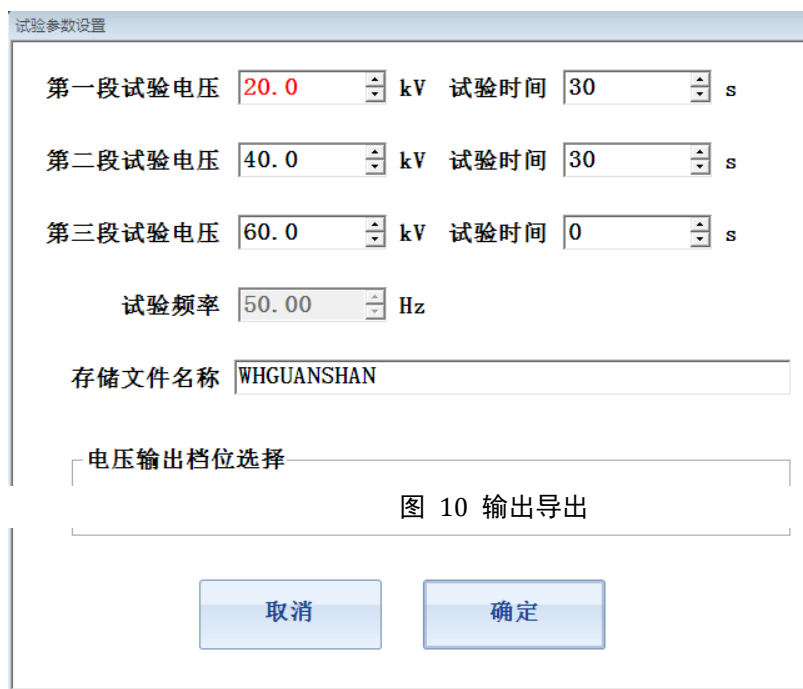 试验参数设置
第一段试验电压 20.0 kV 试验时间 30 s
第二段试验电压 40.0 kV 试验时间 30 s
第三段试验电压 60.0 kV 试验时间 0 s
试验频率 50.00 Hz
存储文件名称 WHGUANSHAN
电压输出档位选择
图 10 输出导出
取消 确定